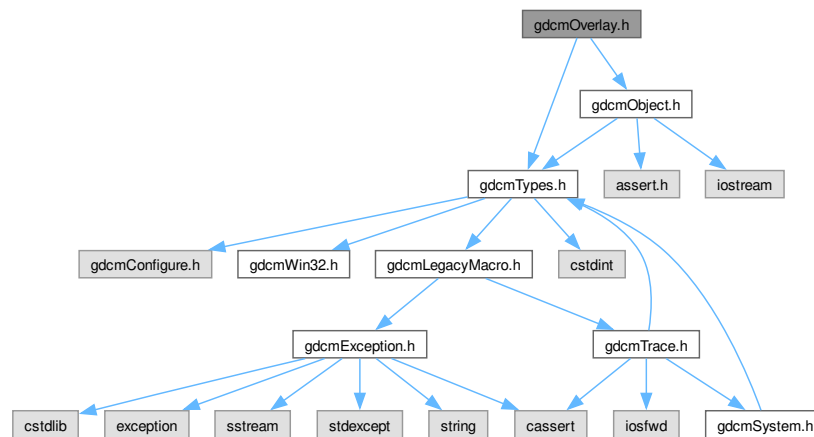 gdcmOverlay.h
gdcmObject.h
gdcmTypes.h
assert.h
iostream
gdcmConfigure.h
gdcmWin32.h
gdcmLegacyMacro.h
cstdint
gdcmException.h
gdcmTrace.h
cstdlib
exception
sstream
stdexcept
string
cassert
iosfwd
gdcmSystem.h